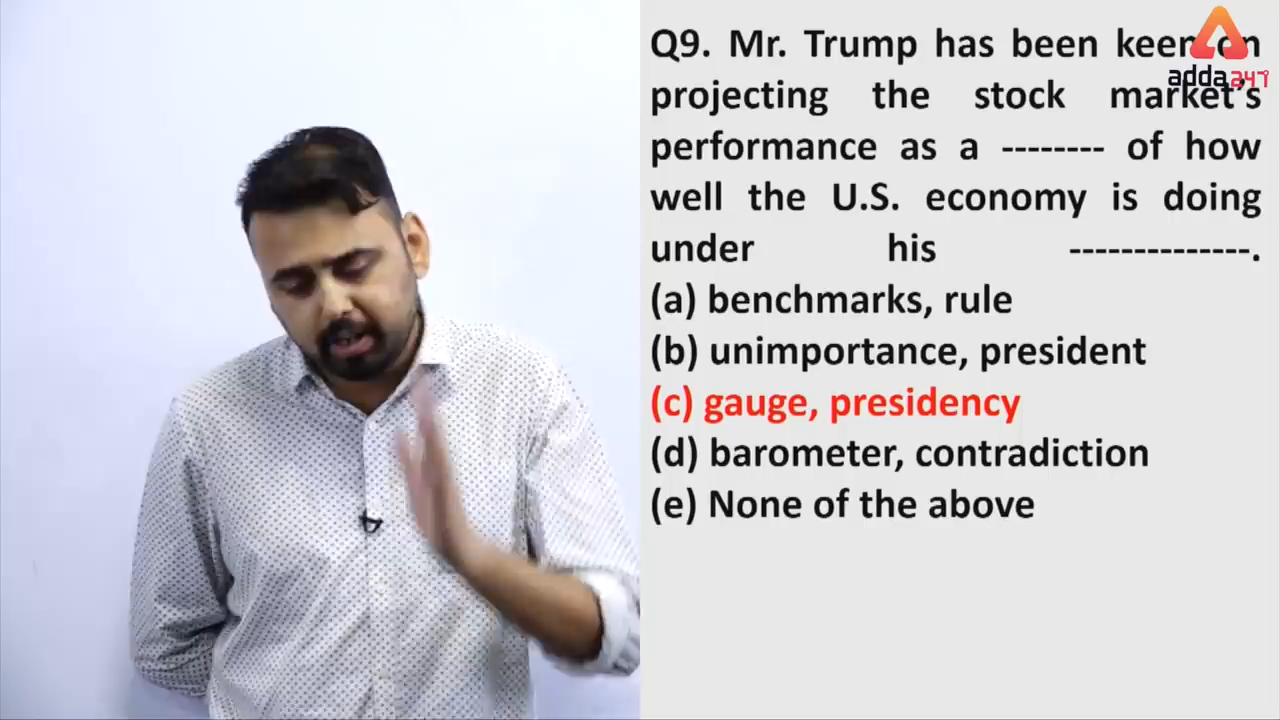 Q9. Mr. Trump has been keen on
projecting the stock market's
performance as a -------- of how
well the U.S. economy is doing
under his --------------.
(a) benchmarks, rule
(b) unimportance, president
(c) gauge, presidency
(d) barometer, contradiction
(e) None of the above
adda247